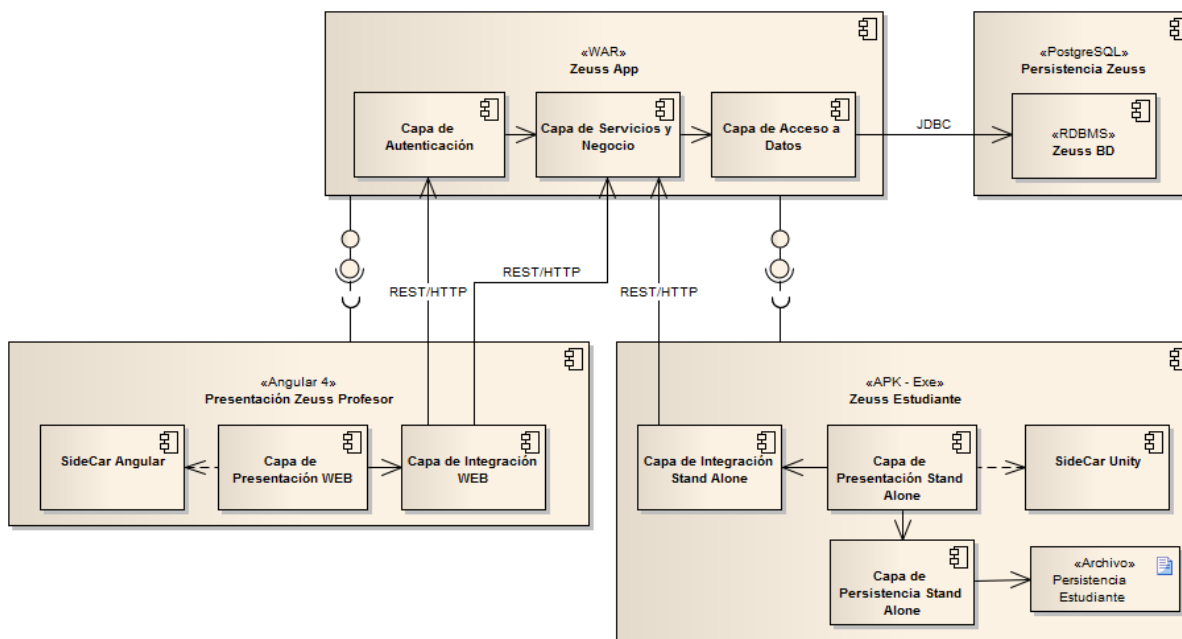 «WAR»
Zeuss App
Capa de
Autenticación
Capa de Servicios y
Negocio
Capa de Acceso a
Datos
JDBC
«PostgreSQL»
Persistencia Zeuss
«RDBMS»
Zeuss BD
REST/HTTP
REST/HTTP
REST/HTTP
«Angular 4»
Presentación Zeuss Profesor
SideCar Angular
Capa de
Presentación WEB
Capa de Integración
WEB
«APK - Exe»
Zeuss Estudiante
Capa de Integración
Stand Alone
Capa de
Presentación Stand
Alone
SideCar Unity
Capa de
Persistencia Stand
Alone
«Archivo»
Persistencia
Estudiante